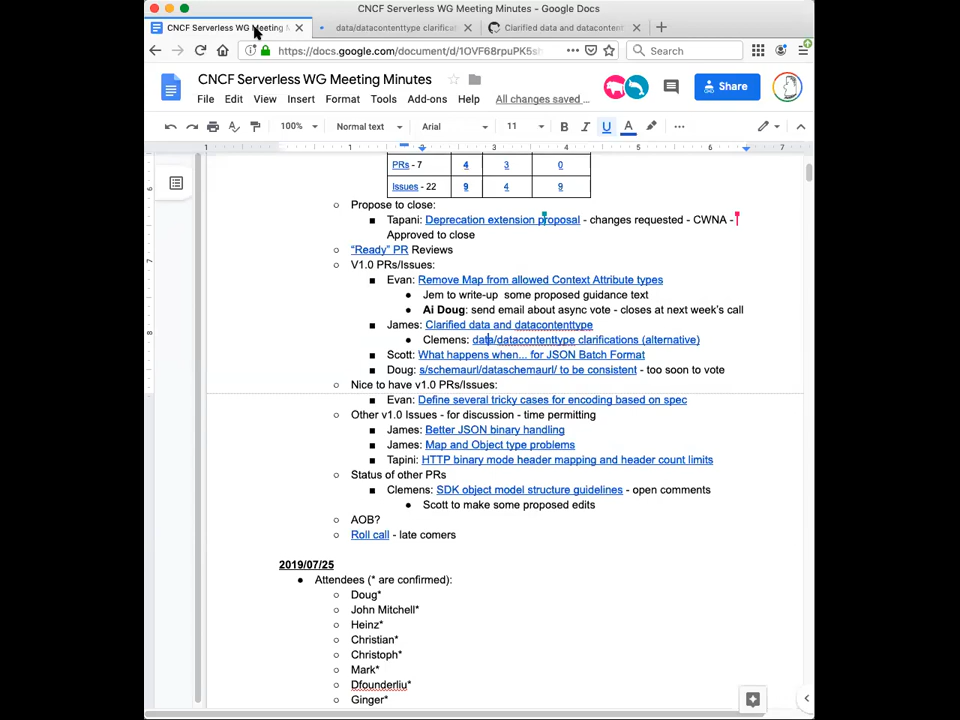 CNCF Serverless WG Meeting Minutes - Google Docs
CNCF Serverless WG Meeting
data/datacontenttype clarificat
Clarified data and datacontent
https://docs.google.com/document/d/1OVF68rpuPK5sh
Search
CNCF Serverless WG Meeting Minutes
File Edit View Insert Format Tools Add-ons Help All changes saved ...
Share
100% Normal text Arial 11 B I U A
1 1 2 3 4 5 6 7
PRs - 7 4 3 0
Issues - 22 9 4 9
Propose to close:
Tapani: Deprecation extension proposal - changes requested - CWNA -
Approved to close
“Ready” PR Reviews
V1.0 PRs/Issues:
Evan: Remove Map from allowed Context Attribute types
Jem to write-up some proposed guidance text
Ai Doug: send email about async vote - closes at next week’s call
James: Clarified data and datacontenttype
Clemens: data/datacontenttype clarifications (alternative)
Scott: What happens when... for JSON Batch Format
Doug: s/schemaurl/dataschemaurl/ to be consistent - too soon to vote
Nice to have v1.0 PRs/Issues:
Evan: Define several tricky cases for encoding based on spec
Other v1.0 Issues - for discussion - time permitting
James: Better JSON binary handling
James: Map and Object type problems
Tapini: HTTP binary mode header mapping and header count limits
Status of other PRs
Clemens: SDK object model structure guidelines - open comments
Scott to make some proposed edits
AOB?
Roll call - late comers
2019/07/25
Attendees (* are confirmed):
Doug*
John Mitchell*
Heinz*
Christian*
Christoph*
Mark*
Dfounderliu*
Ginger*